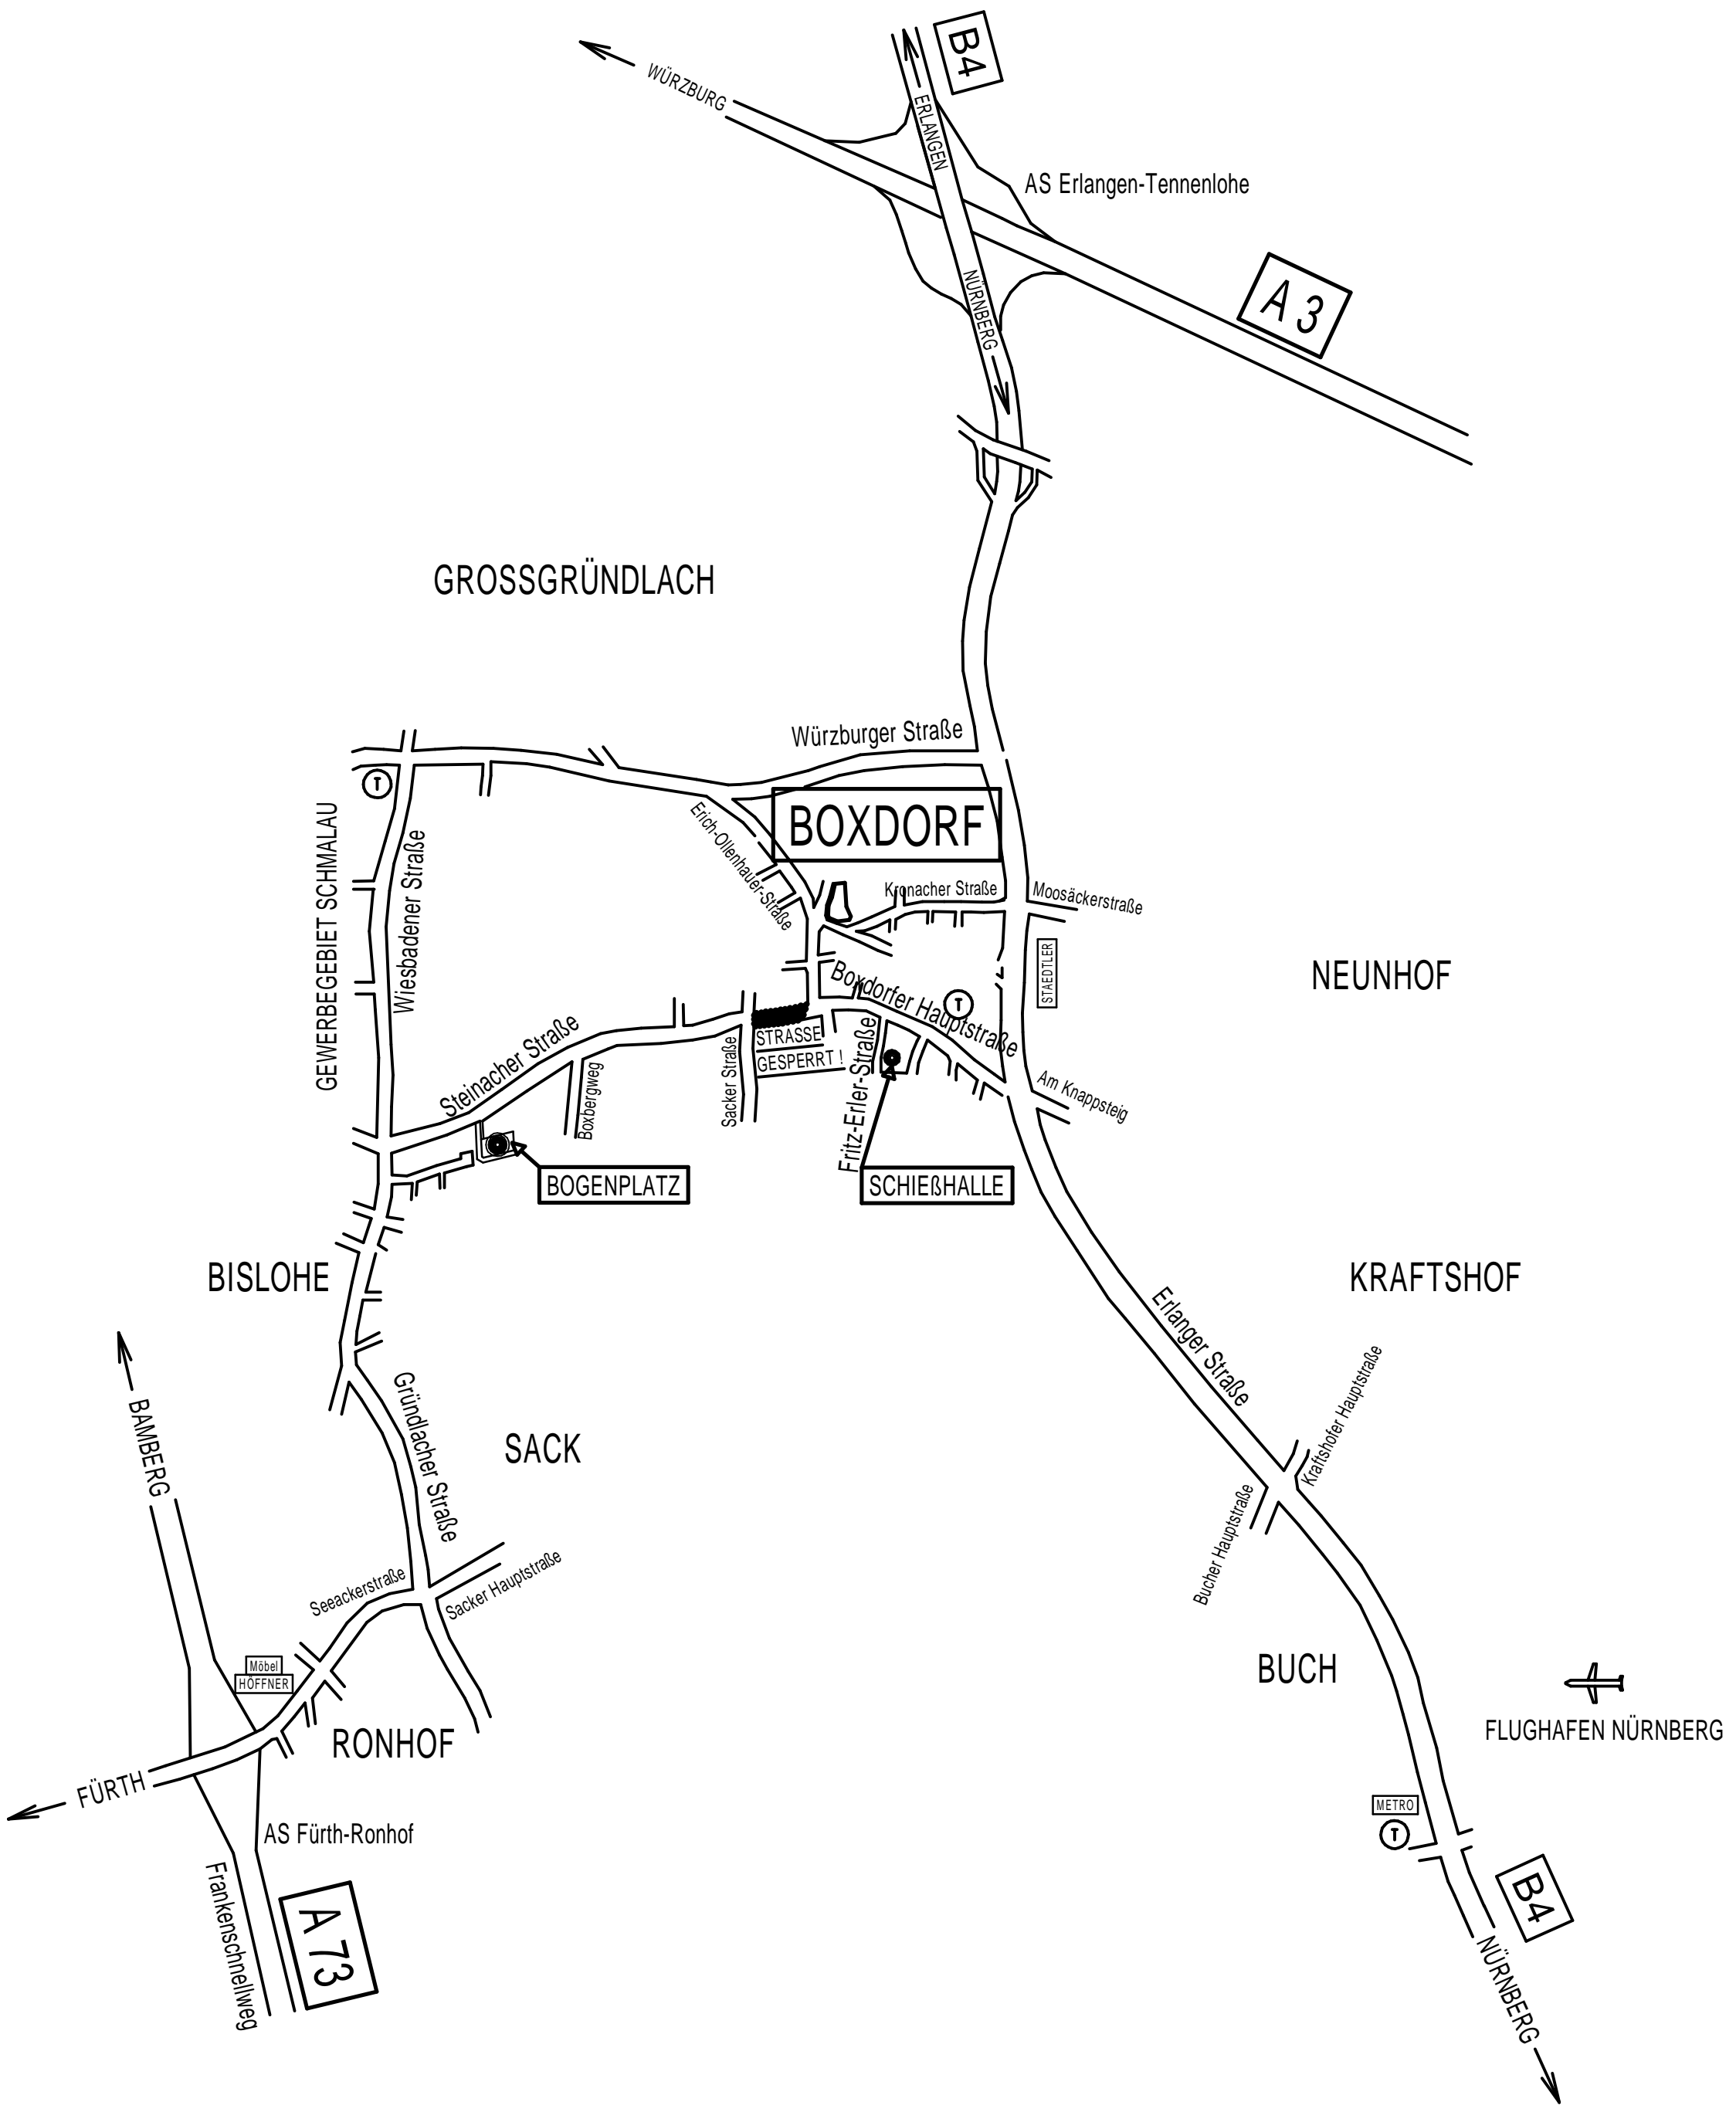 B4
WÜRZBURG
ERLANGEN
AS Erlangen-Tennenlohe
A 3
NÜRNBERG
GROSSGRÜNDLACH
Würzburger Straße
T
BOXDORF
GEWERBEGEBIET SCHMALAU
Wiesbadener Straße
Erich-Ollenhauer-Straße
Kronacher Straße
Moosäckerstraße
STAEDTLER
NEUNHOF
Boxdorfer Hauptstraße
T
Steinacher Straße
STRASSE
GESPERRT !
Sacker Straße
Boxbergweg
Fritz-Erler-Straße
Am Knappsteig
BOGENPLATZ
SCHIEßHALLE
BISLOHE
KRAFTSHOF
Erlanger Straße
Kraftshofer Hauptstraße
BAMBERG
Gründlacher Straße
SACK
Bucher Hauptstraße
Seeackerstraße
Sacker Hauptstraße
Möbel
HÖFFNER
BUCH
RONHOF
FLUGHAFEN NÜRNBERG
FÜRTH
METRO
T
AS Fürth-Ronhof
Frankenschnellweg
A 73
B4
NÜRNBERG